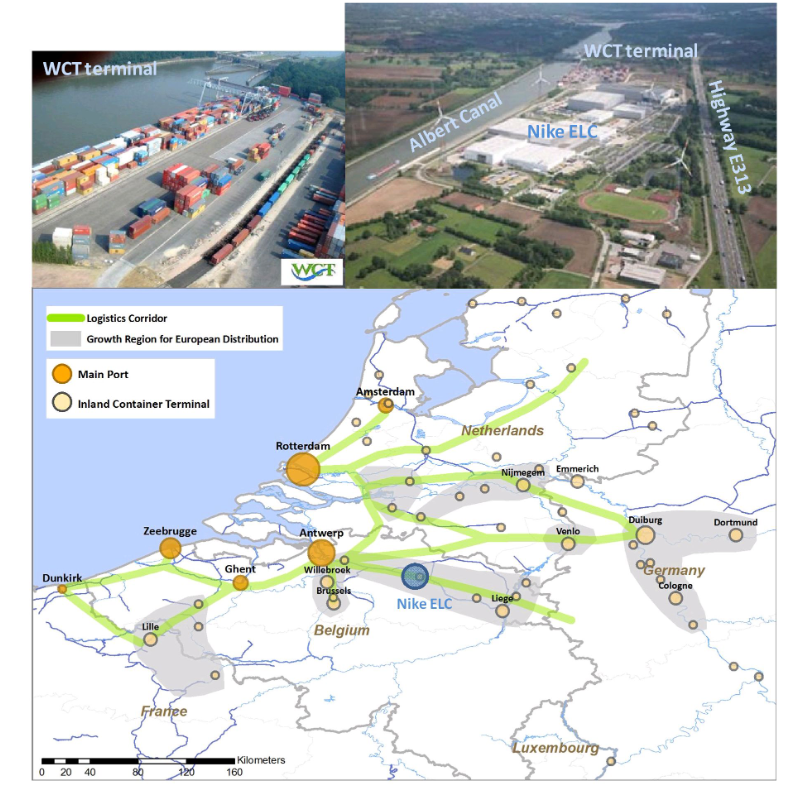 WCT terminal
WCT terminal
Albert Canal
Nike ELC
Highway E313
WCT
Logistics Corridor
Growth Region for European Distribution
Main Port
Inland Container Terminal
Amsterdam
Netherlands
Rotterdam
Nijmegem
Emmerich
Zeebrugge
Antwerp
Duiburg
Dortmund
Venlo
Dunkirk
Ghent
Willebroek
Brussels
Germany
Cologne
Nike ELC
Liege
Lille
Belgium
France
Luxembourg
Kilometers
0 20 40 80 120 160